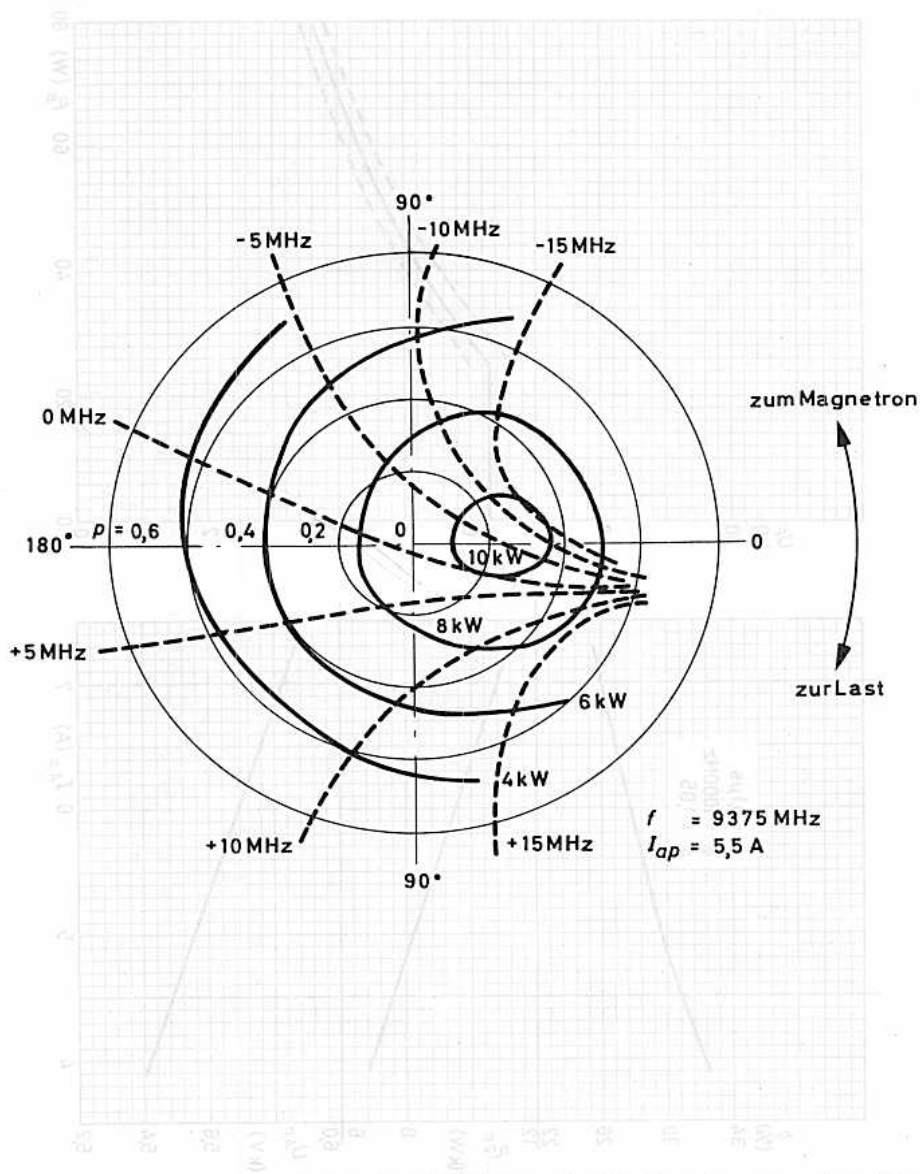 90°
-10 MHz
-5 MHz
-15 MHz
0 MHz
zum Magnetron
180°
p = 0,6
0,4
0,2
0
0
10 kW
8 kW
+5 MHz
zur Last
6 kW
4 kW
f = 9375 MHz
I_ap = 5,5 A
+10 MHz
+15 MHz
90°